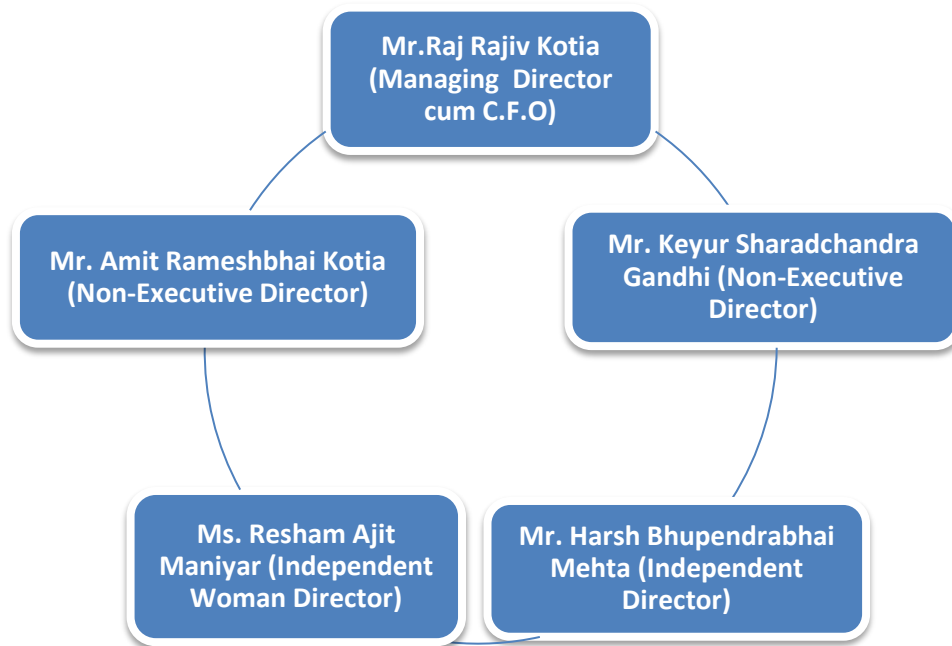 Mr.Raj Rajiv Kotia
(Managing Director
cum C.F.O)
Mr. Amit Rameshbhai Kotia
(Non-Executive Director)
Mr. Keyur Sharadchandra
Gandhi (Non-Executive
Director)
Ms. Resham Ajit
Maniyar (Independent
Woman Director)
Mr. Harsh Bhupendrabhai
Mehta (Independent
Director)